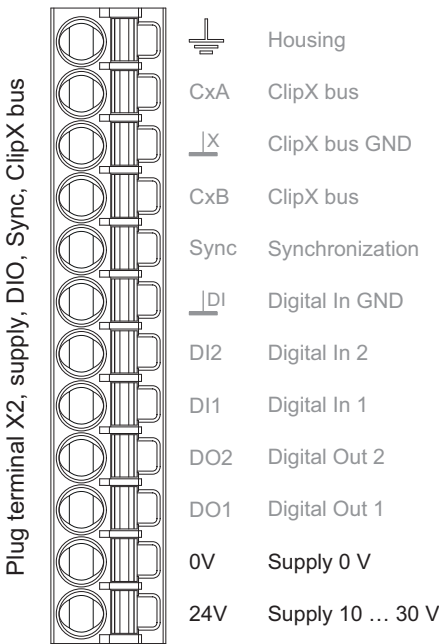 Plug terminal X2, supply, DIO, Sync, ClipX bus
Housing
CxA ClipX bus
X ClipX bus GND
CxB ClipX bus
Sync Synchronization
DI Digital In GND
DI2 Digital In 2
DI1 Digital In 1
DO2 Digital Out 2
DO1 Digital Out 1
0V Supply 0 V
24V Supply 10 … 30 V